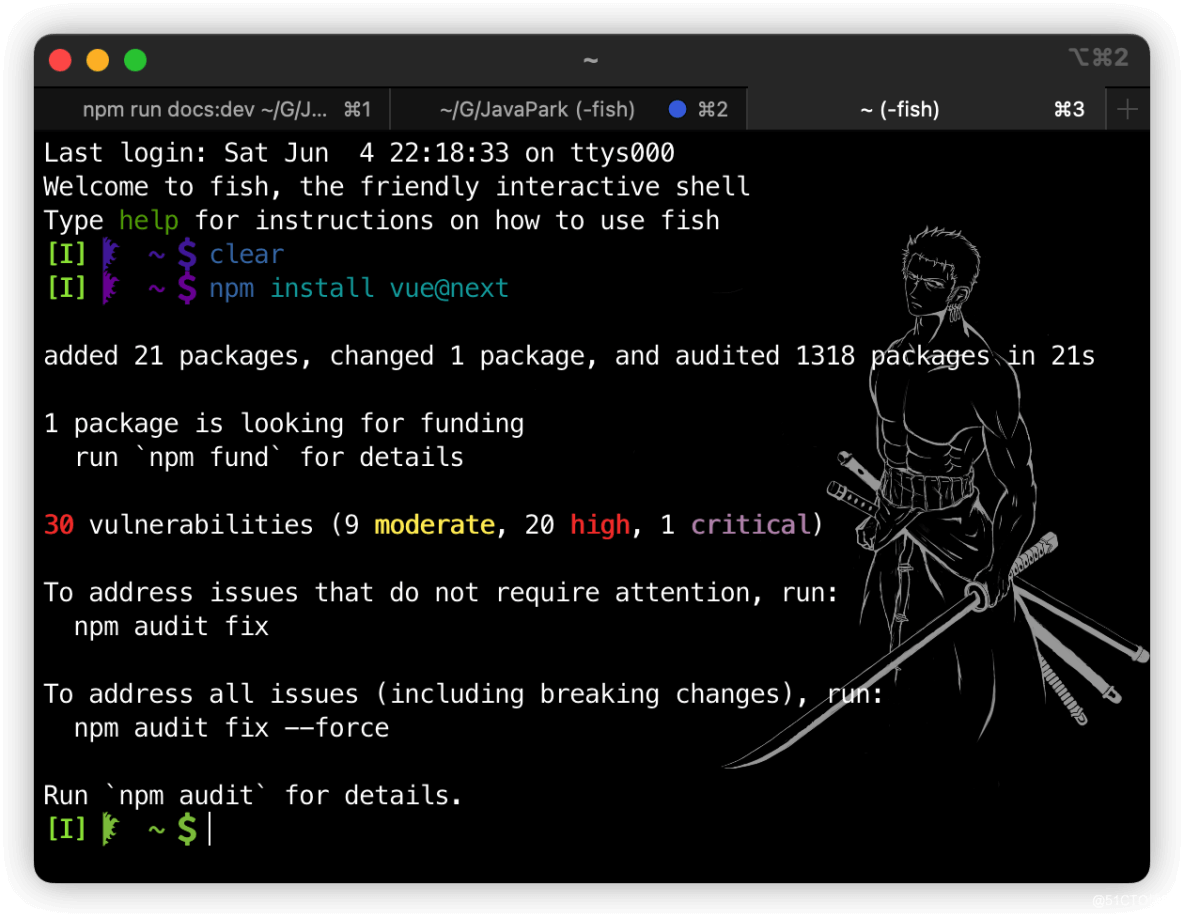 ~ ⌥⌘2
npm run docs:dev ~/G/J... ⌘1 ~/G/JavaPark (-fish) ⌘2 ~ (-fish) ⌘3
Last login: Sat Jun  4 22:18:33 on ttys000
Welcome to fish, the friendly interactive shell
Type help for instructions on how to use fish
[I] ~ $ clear
[I] ~ $ npm install vue@next
added 21 packages, changed 1 package, and audited 1318 packages in 21s
1 package is looking for funding
run `npm fund` for details
30 vulnerabilities (9 moderate, 20 high, 1 critical)
To address issues that do not require attention, run:
npm audit fix
To address all issues (including breaking changes), run:
npm audit fix --force
Run `npm audit` for details.
[I] ~ $